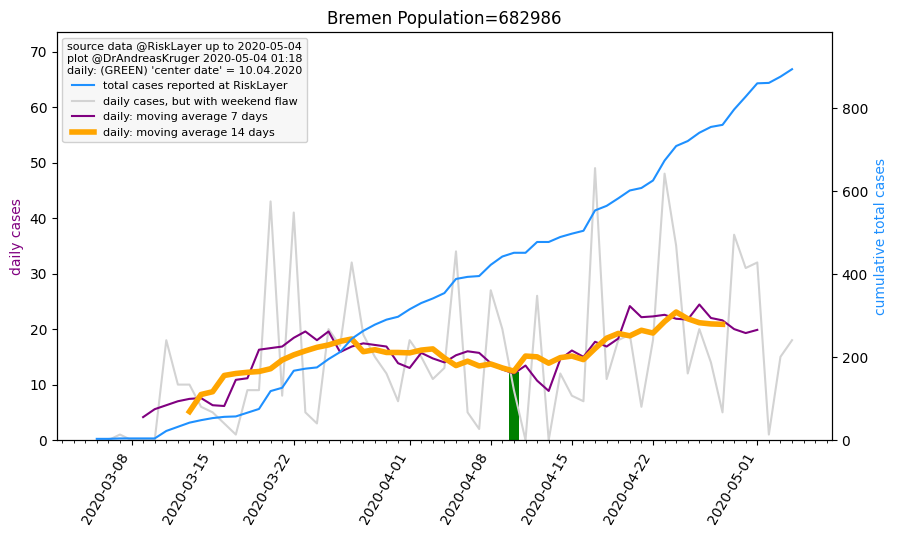 Bremen Population=682986
source data @RiskLayer up to 2020-05-04
plot @DrAndreasKruger 2020-05-04 01:18
daily: (GREEN) 'center date' = 10.04.2020
total cases reported at RiskLayer
daily cases, but with weekend flaw
daily: moving average 7 days
daily: moving average 14 days
daily cases
70
60
50
40
30
20
10
0
cumulative total cases
800
600
400
200
0
2020-03-08
2020-03-15
2020-03-22
2020-04-01
2020-04-08
2020-04-15
2020-04-22
2020-05-01